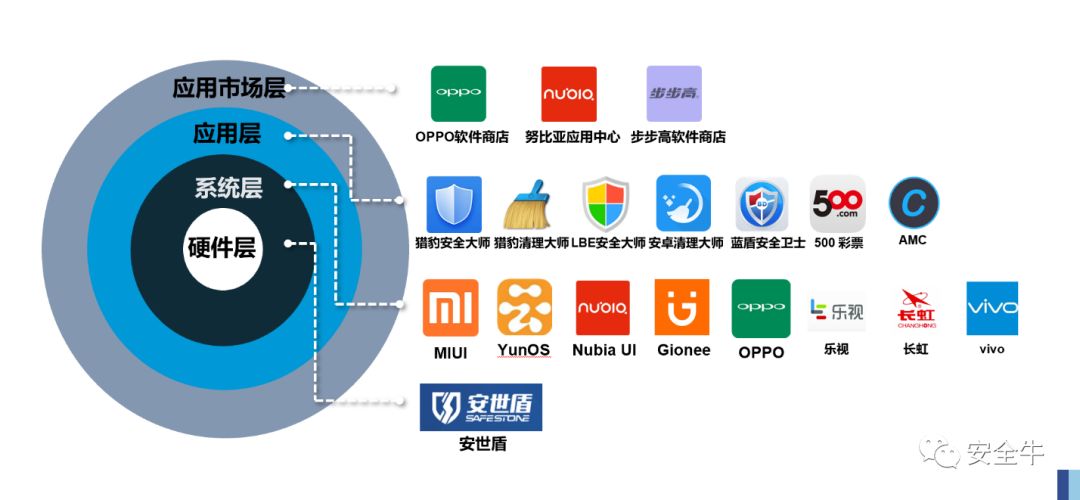 应用市场层
应用层
系统层
硬件层
oppo
nubia
步步高
OPPO软件商店
努比亚应用中心
步步高软件商店
SD
500
.com
C
猎豹安全大师
猎豹清理大师
LBE安全大师
安卓清理大师
蓝盾安全卫士
500 彩票
AMC
MI
nubia
oppo
乐视
长虹
CHANGHONG
vivo
MIUI
YunOS
Nubia UI
Gionee
OPPO
乐视
长虹
vivo
安世盾
SAFESTONE
安世盾
安全牛